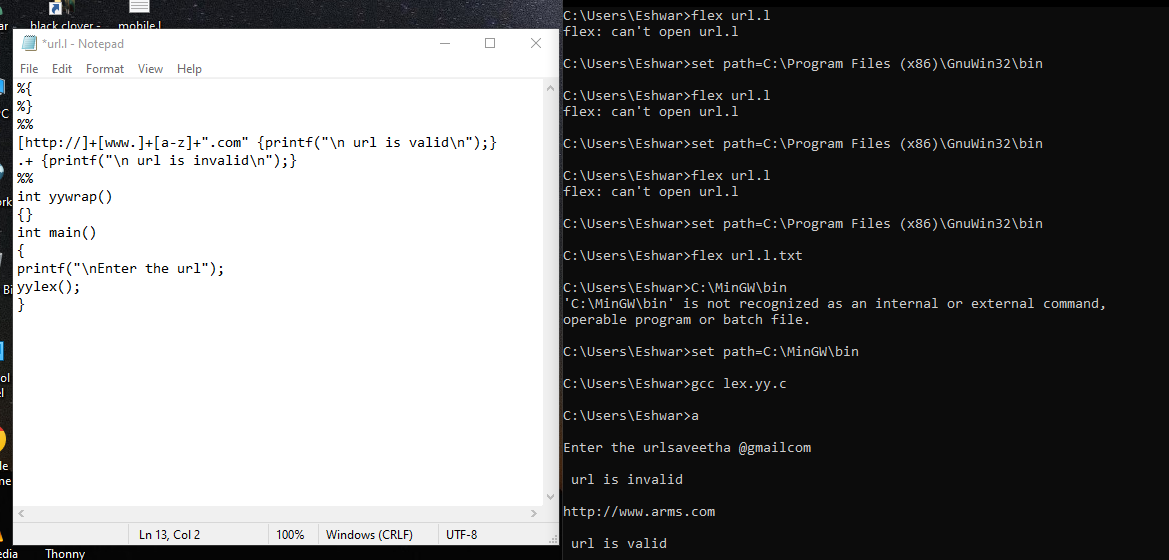 black clover -
mobile.l
*url.l - Notepad
File Edit Format View Help
%{
%}
%%
[http://]+[www.]+[a-z]+".com" {printf("\n url is valid\n");}
.+ {printf("\n url is invalid\n");}
%%
int yywrap()
{}
int main()
{
printf("\nEnter the url");
yylex();
}
Ln 13, Col 2 100% Windows (CRLF) UTF-8
Thonny
C:\Users\Eshwar>flex url.l
flex: can't open url.l
C:\Users\Eshwar>set path=C:\Program Files (x86)\GnuWin32\bin
C:\Users\Eshwar>flex url.l
flex: can't open url.l
C:\Users\Eshwar>set path=C:\Program Files (x86)\GnuWin32\bin
C:\Users\Eshwar>flex url.l
flex: can't open url.l
C:\Users\Eshwar>set path=C:\Program Files (x86)\GnuWin32\bin
C:\Users\Eshwar>flex url.l.txt
C:\Users\Eshwar>C:\MinGW\bin
'C:\MinGW\bin' is not recognized as an internal or external command,
operable program or batch file.
C:\Users\Eshwar>set path=C:\MinGW\bin
C:\Users\Eshwar>gcc lex.yy.c
C:\Users\Eshwar>a
Enter the urlsaveetha @gmailcom
url is invalid
http://www.arms.com
url is valid